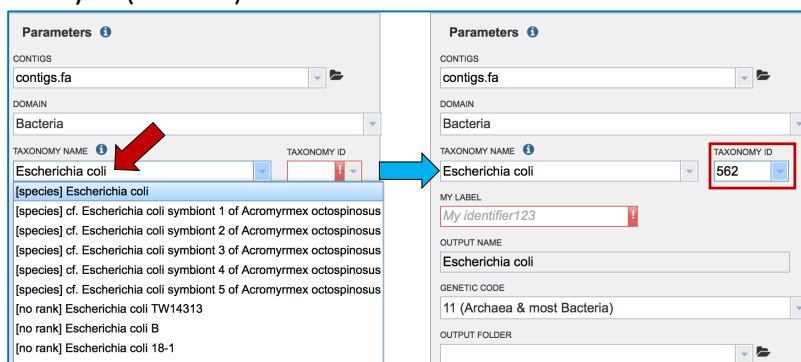 Parameters
CONTIGS
contigs.fa
DOMAIN
Bacteria
TAXONOMY NAME
TAXONOMY ID
Escherichia coli
!
[species] Escherichia coli
[species] cf. Escherichia coli symbiont 1 of Acromyrmex octospinosus
[species] cf. Escherichia coli symbiont 2 of Acromyrmex octospinosus
[species] cf. Escherichia coli symbiont 3 of Acromyrmex octospinosus
[species] cf. Escherichia coli symbiont 4 of Acromyrmex octospinosus
[species] cf. Escherichia coli symbiont 5 of Acromyrmex octospinosus
[no rank] Escherichia coli TW14313
[no rank] Escherichia coli B
[no rank] Escherichia coli 18-1
Parameters
CONTIGS
contigs.fa
DOMAIN
Bacteria
TAXONOMY NAME
TAXONOMY ID
Escherichia coli
562
MY LABEL
My identifier123
!
OUTPUT NAME
Escherichia coli
GENETIC CODE
11 (Archaea & most Bacteria)
OUTPUT FOLDER